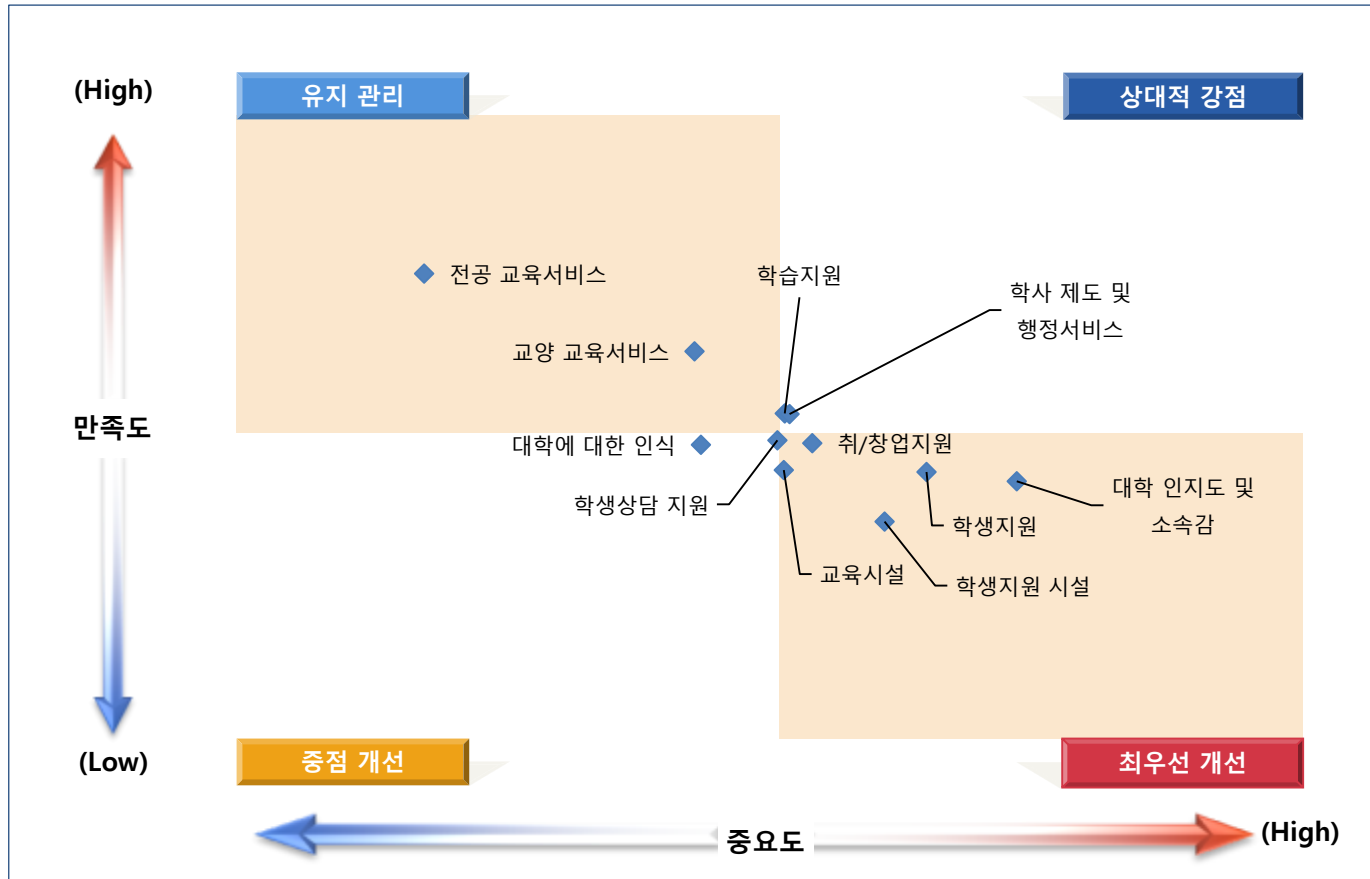 (High)
유지 관리
상대적 강점
전공 교육서비스
학습지원
학사 제도 및
행정서비스
교양 교육서비스
만족도
대학에 대한 인식
취/창업지원
학생상담 지원
대학 인지도 및
소속감
학생지원
교육시설
학생지원 시설
(Low)
중점 개선
최우선 개선
중요도
(High)